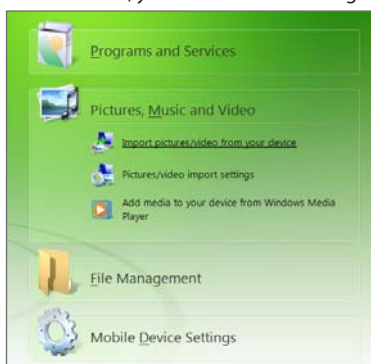 Programs and Services
Pictures, Music and Video
Import pictures/video from your device
Pictures/video import settings
Add media to your device from Windows Media
Player
File Management
Mobile Device Settings